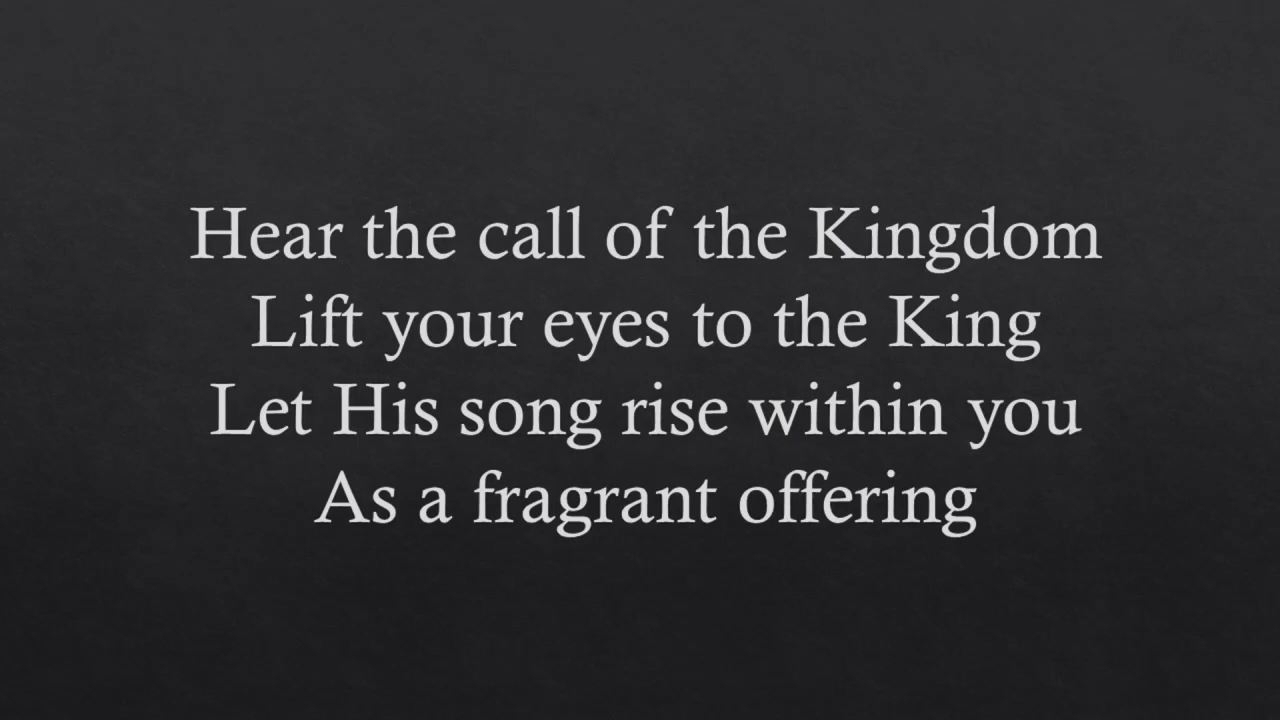 Hear the call of the Kingdom
Lift your eyes to the King
Let His song rise within you
As a fragrant offering